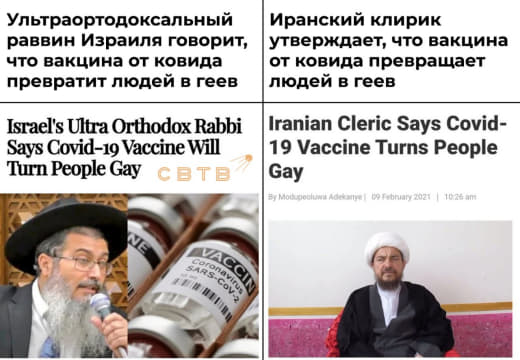 Ультраортодоксальный
раввин Израиля говорит,
что вакцина от ковида
превратит людей в геев
Иранский клирик
утверждает, что вакцина
от ковида превращает
людей в геев
Israel's Ultra Orthodox Rabbi
Says Covid-19 Vaccine Will
Turn People Gay
СВТВ
VACCINE
Coronavirus
SARS-CoV-2
Iranian Cleric Says Covid-
19 Vaccine Turns People
Gay
By Modupeoluwa Adekanye | 09 February 2021 | 10:26 am